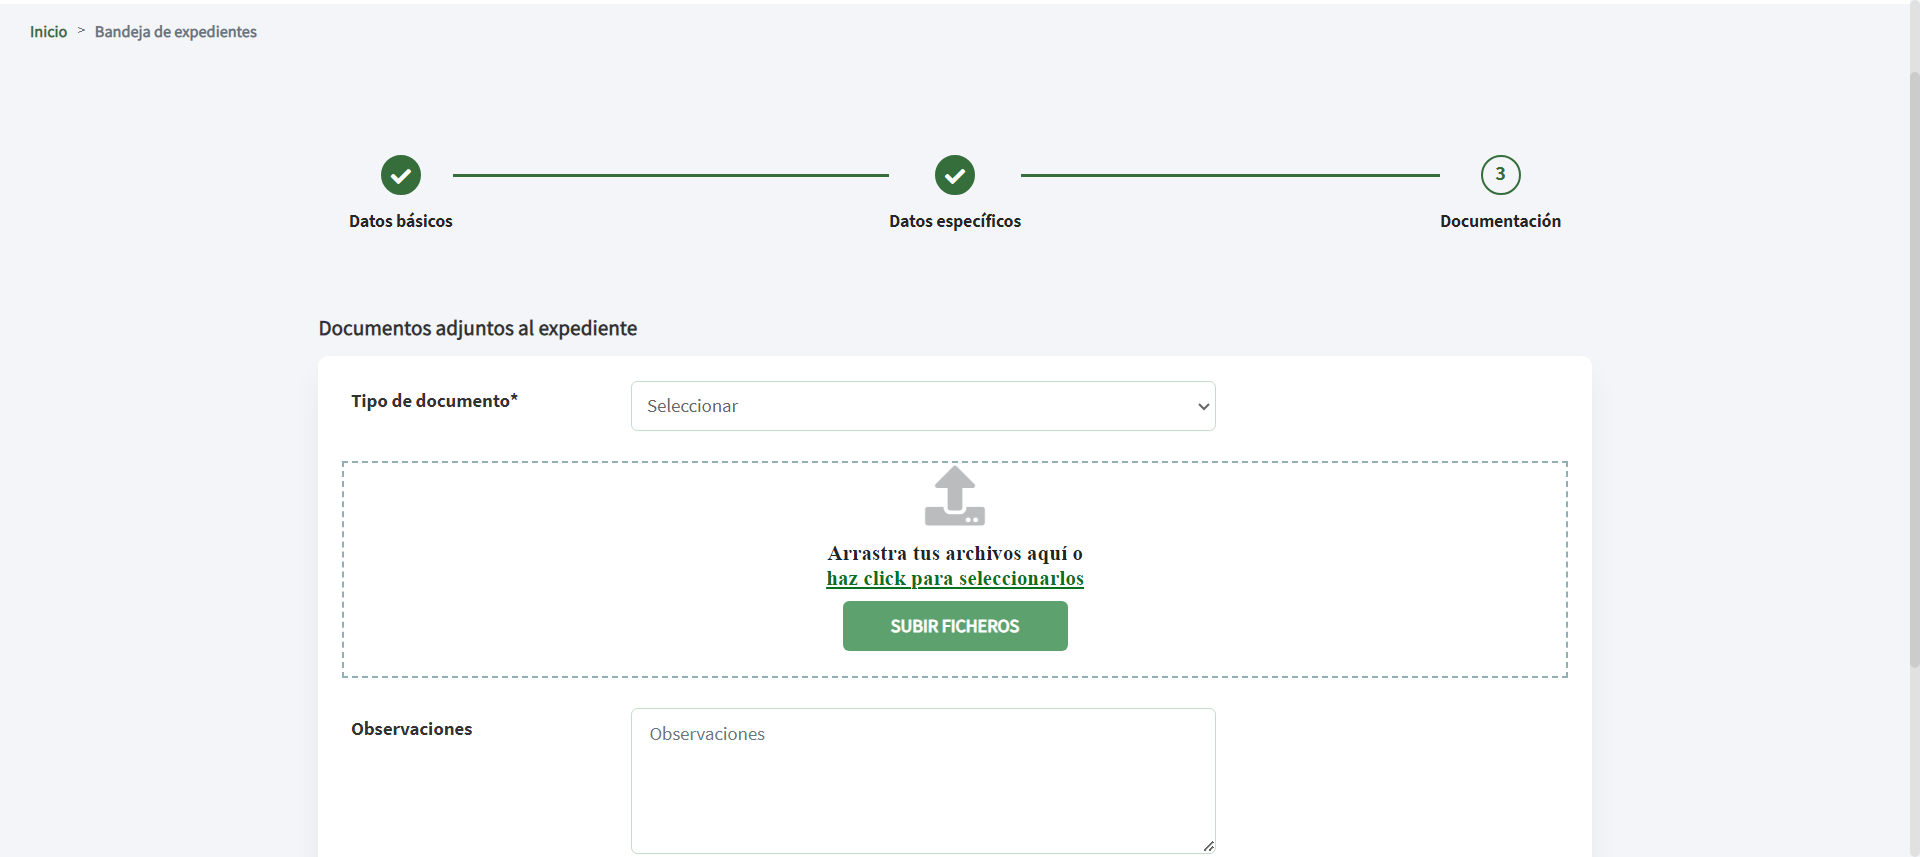 Inicio > Bandeja de expedientes
3
Datos básicos
Datos específicos
Documentación
Documentos adjuntos al expediente
Tipo de documento*
Seleccionar
Arrastra tus archivos aquí o
haz click para seleccionarlos
SUBIR FICHEROS
Observaciones
Observaciones